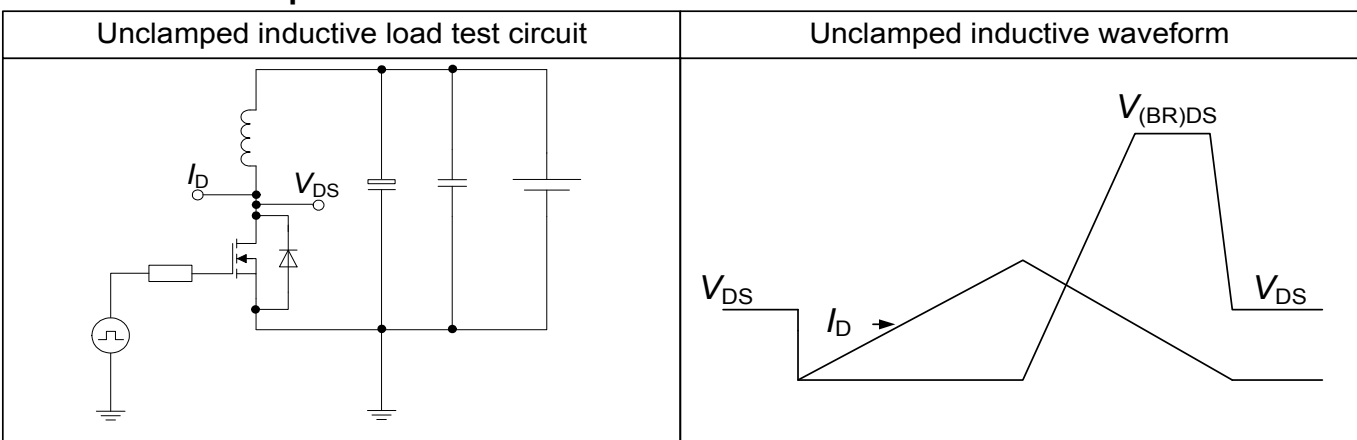 Unclamped inductive load test circuit
Unclamped inductive waveform
V(BR)DS
ID
VDS
VDS
ID
VDS